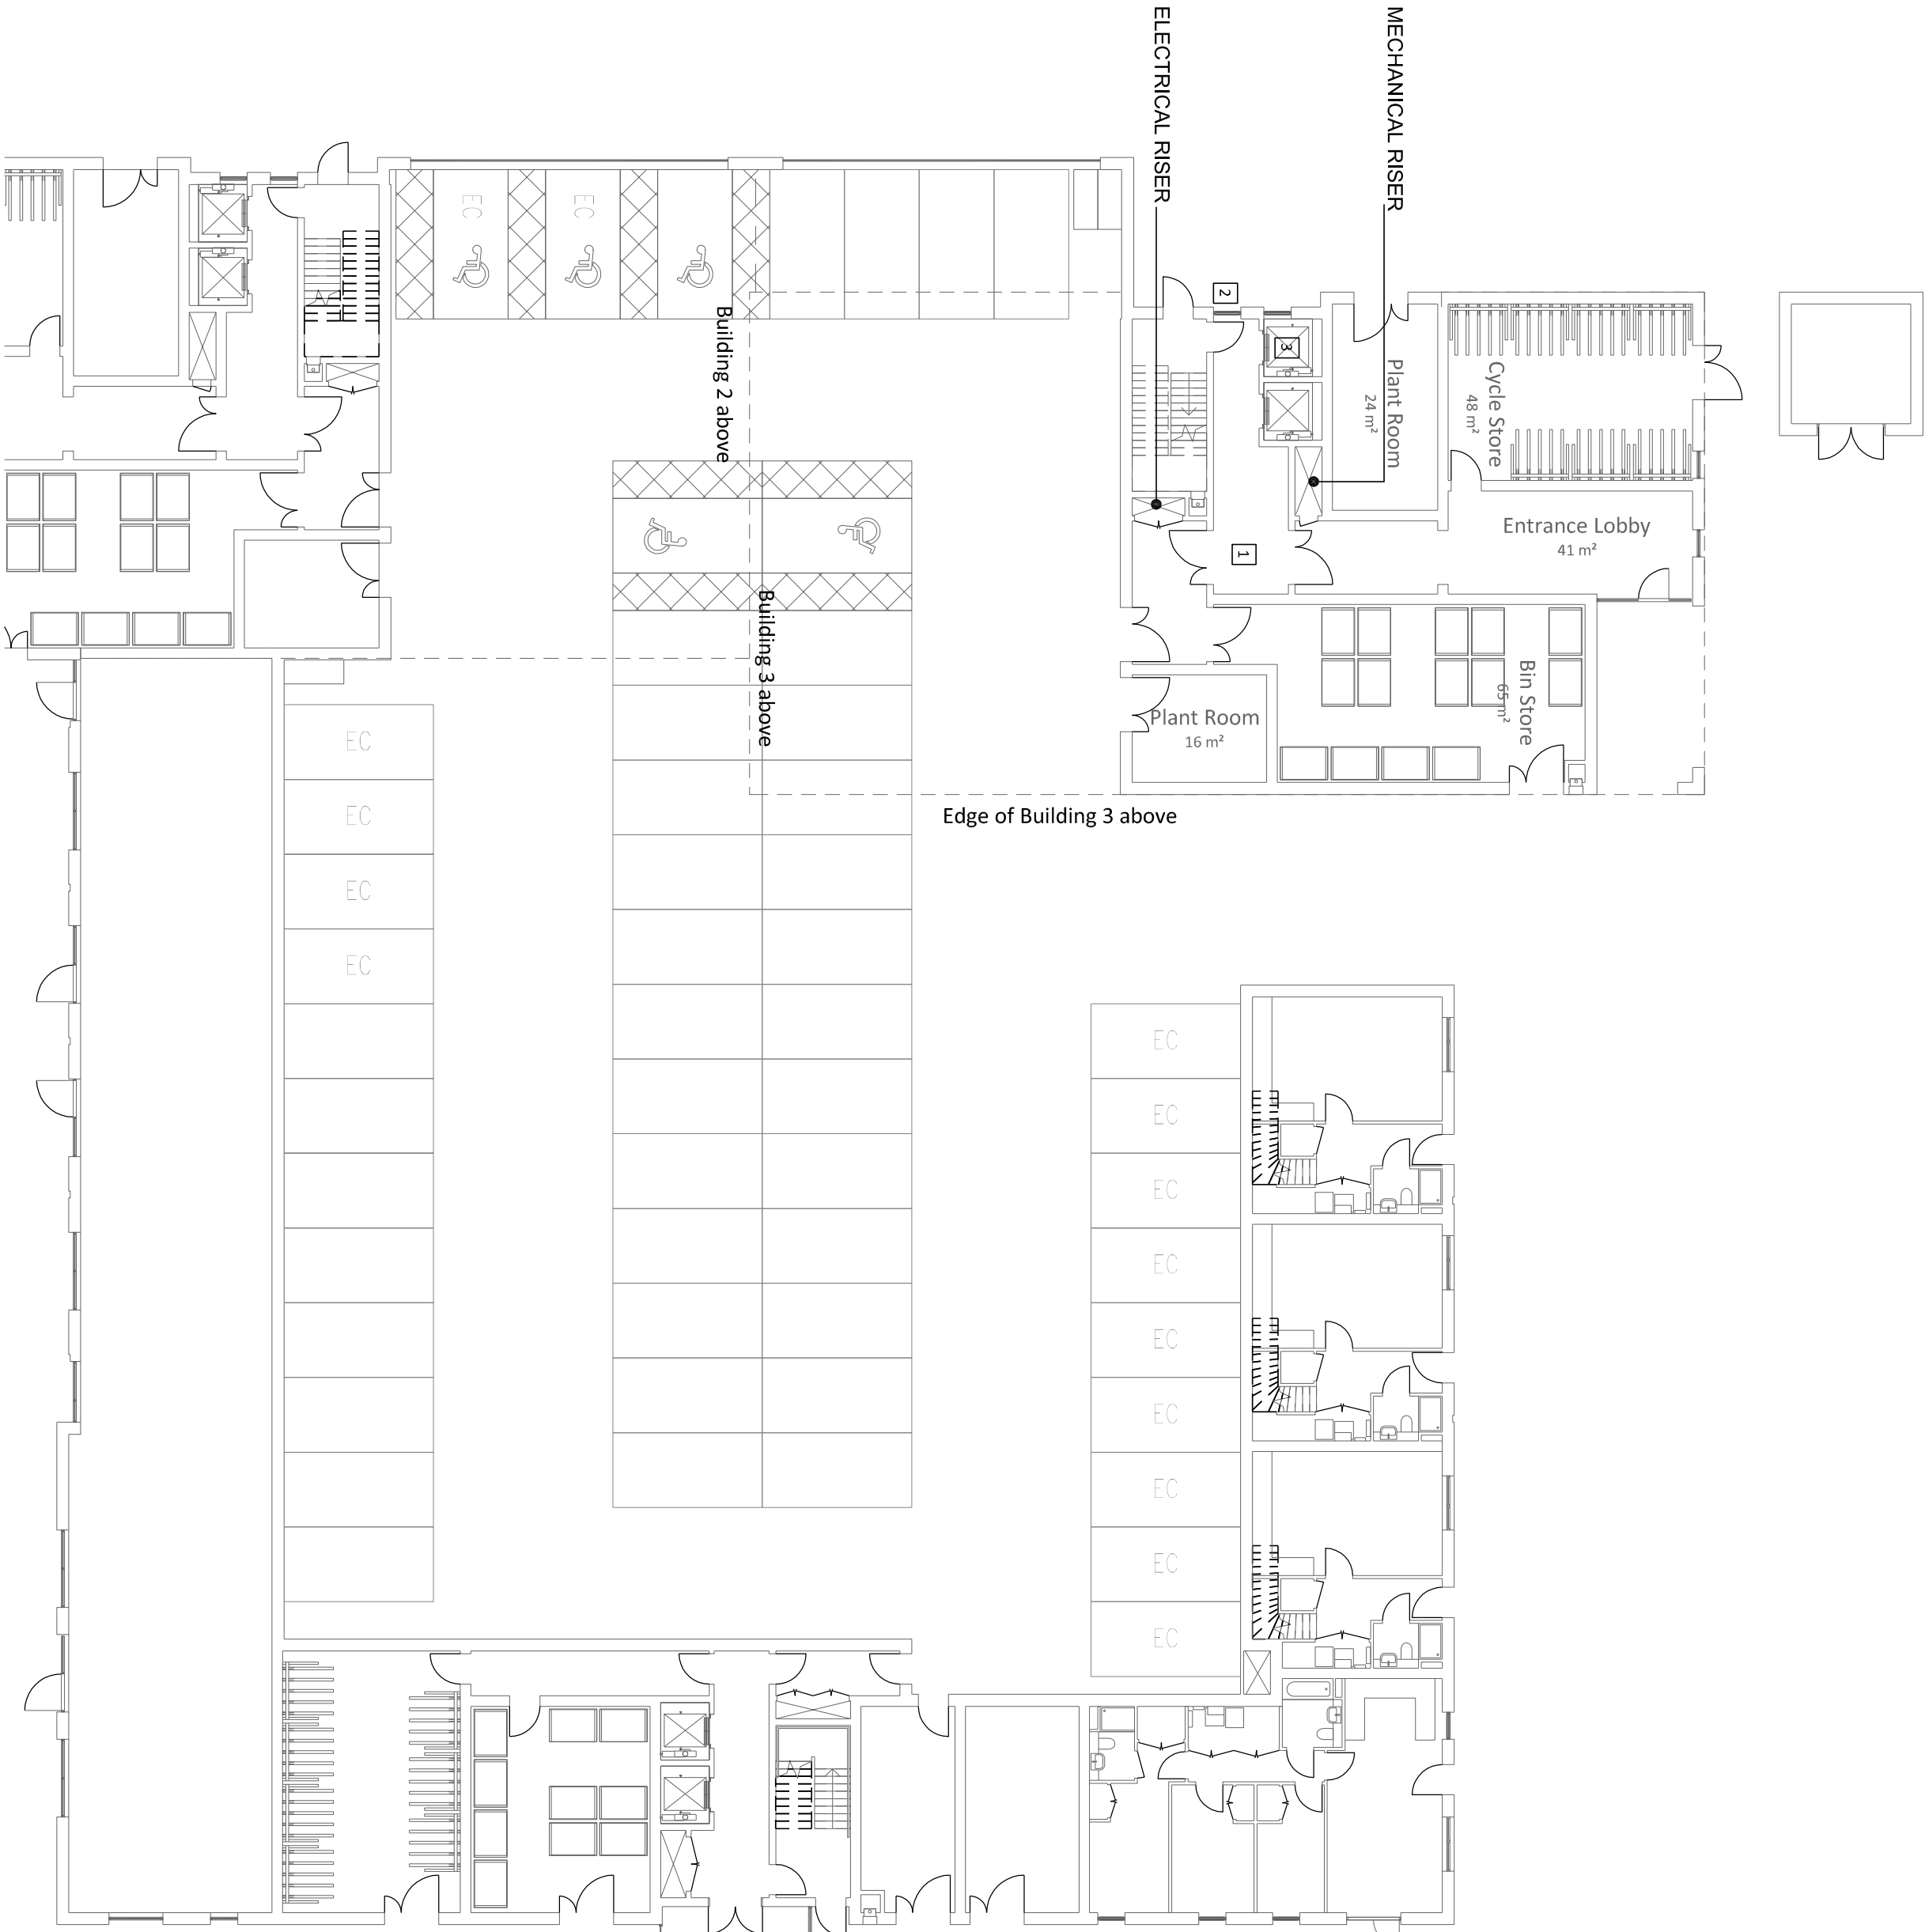 ELECTRICAL RISER
MECHANICAL RISER
EC
EC
2
3
Building 2 above
Plant Room
24 m²
Cycle Store
48 m²
Entrance Lobby
41 m²
1
Building 3 above
Bin Store
65 m²
Plant Room
16 m²
Edge of Building 3 above
EC
EC
EC
EC
EC
EC
EC
EC
EC
EC
EC
EC
EC